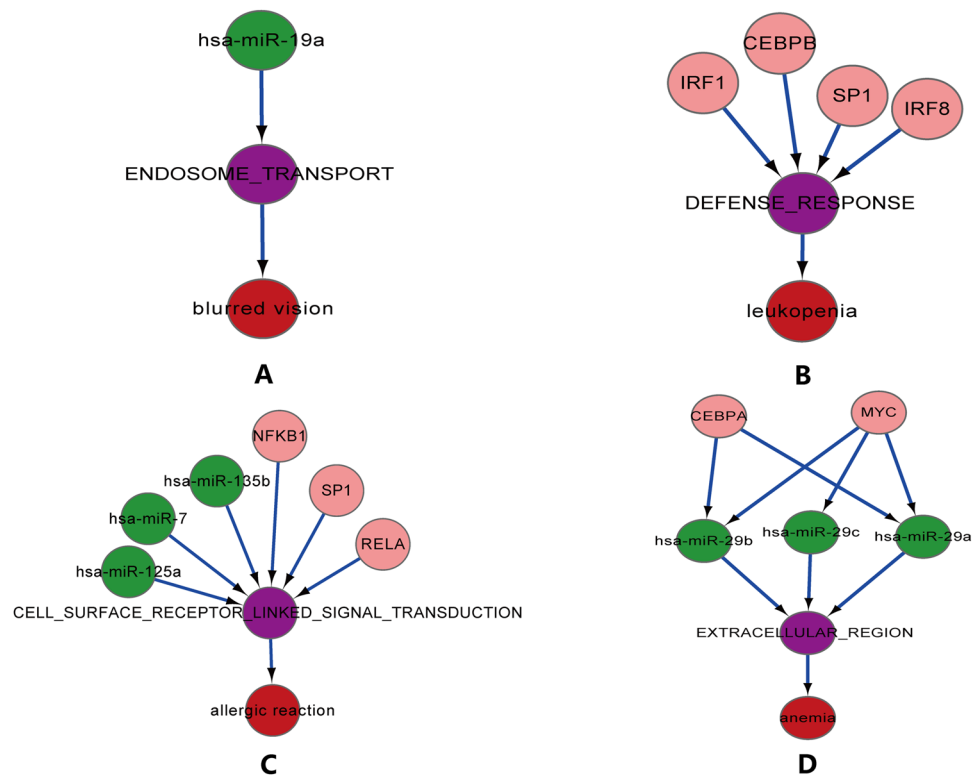 hsa-miR-19a
ENDOSOME_TRANSPORT
blurred vision
A
CEBPB
IRF1
SP1
IRF8
DEFENSE_RESPONSE
leukopenia
B
NFKB1
hsa-miR-135b
SP1
hsa-miR-7
RELA
hsa-miR-125a
CELL_SURFACE_RECEPTOR_LINKED_SIGNAL_TRANSDUCTION
allergic reaction
C
CEBPA
MYC
hsa-miR-29b
hsa-miR-29c
hsa-miR-29a
EXTRACELLULAR_REGION
anemia
D